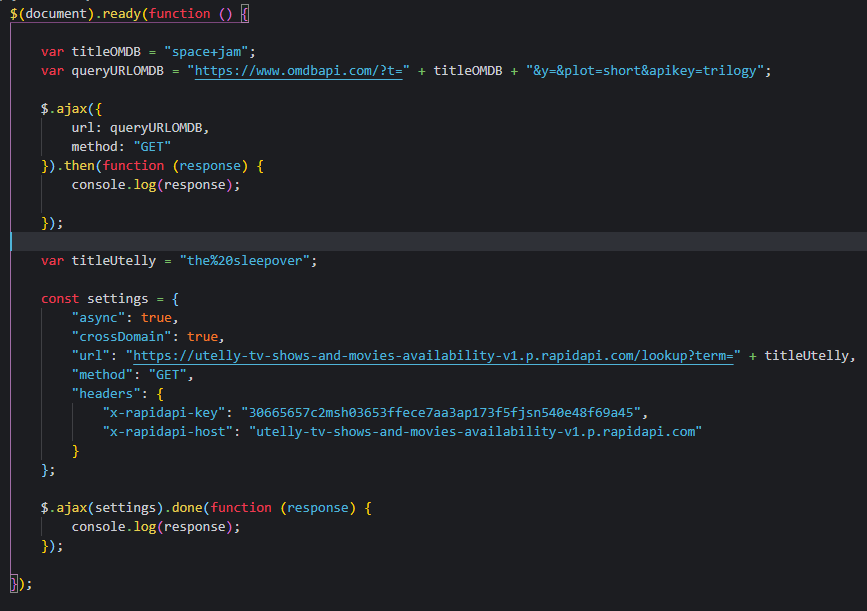 $(document).ready(function () {
var titleOMDB = "space+jam";
var queryURLOMDB = "https://www.omdbapi.com/?t=" + titleOMDB + "&y=&plot=short&apikey=trilogy";
$.ajax({
url: queryURLOMDB,
method: "GET"
}).then(function (response) {
console.log(response);
});
var titleUtelly = "the%20sleepover";
const settings = {
"async": true,
"crossDomain": true,
"url": "https://utelly-tv-shows-and-movies-availability-v1.p.rapidapi.com/lookup?term=" + titleUtelly,
"method": "GET",
"headers": {
"x-rapidapi-key": "30665657c2msh03653ffece7aa3ap173f5fjsn540e48f69a45",
"x-rapidapi-host": "utelly-tv-shows-and-movies-availability-v1.p.rapidapi.com"
}
};
$.ajax(settings).done(function (response) {
console.log(response);
});
});